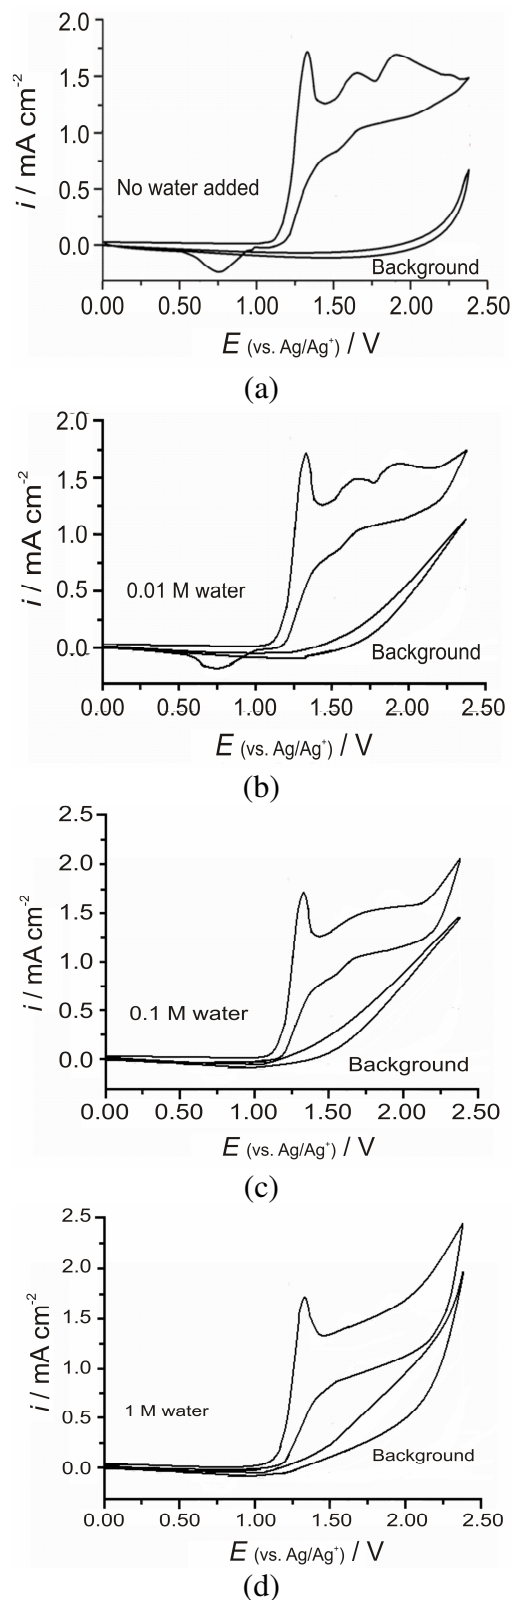 2.0
1.5
1.0
0.5
0.0
i / mA cm⁻²
No water added
Background
0.00 0.50 1.00 1.50 2.00 2.50
E (vs. Ag/Ag⁺) / V
(a)
2.0
1.5
1.0
0.5
0.0
i / mA cm⁻²
0.01 M water
Background
0.00 0.50 1.00 1.50 2.00 2.50
E (vs. Ag/Ag⁺) / V
(b)
2.5
2.0
1.5
1.0
0.5
0.0
i / mA cm⁻²
0.1 M water
Background
0.00 0.50 1.00 1.50 2.00 2.50
E (vs. Ag/Ag⁺) / V
(c)
2.5
2.0
1.5
1.0
0.5
0.0
i / mA cm⁻²
1 M water
Background
0.00 0.50 1.00 1.50 2.00 2.50
E (vs. Ag/Ag⁺) / V
(d)